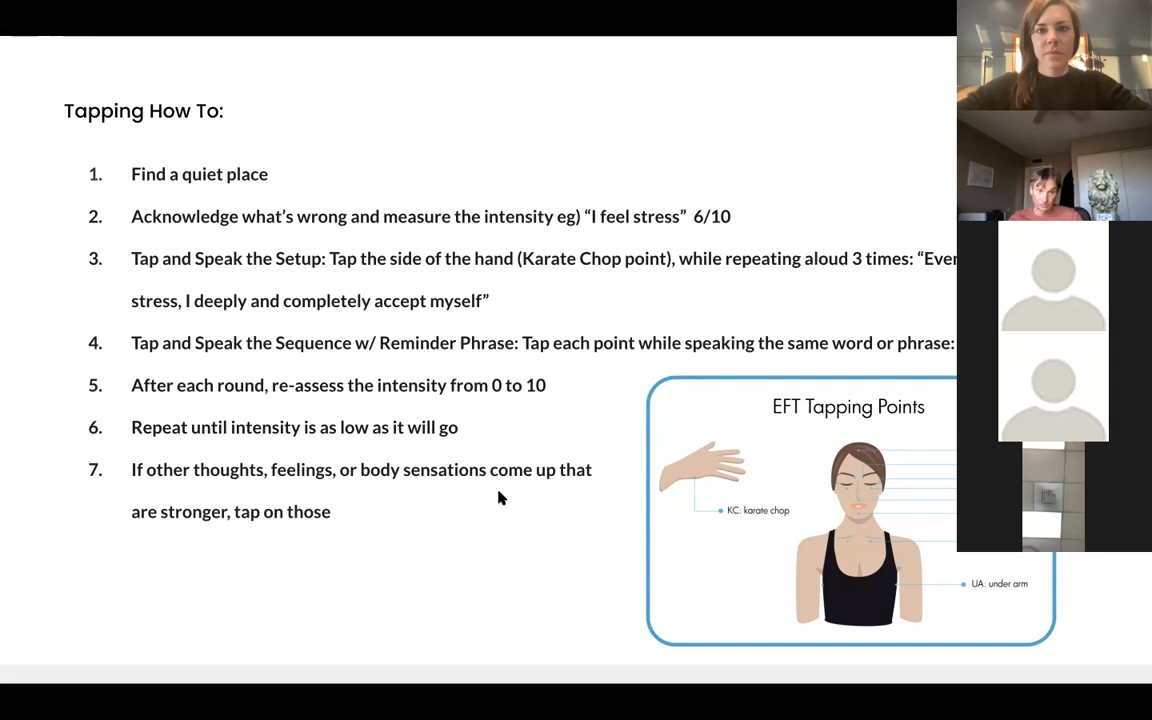 Tapping How To:
1. Find a quiet place
2. Acknowledge what's wrong and measure the intensity eg) “I feel stress” 6/10
3. Tap and Speak the Setup: Tap the side of the hand (Karate Chop point), while repeating aloud 3 times: “Ever
stress, I deeply and completely accept myself”
4. Tap and Speak the Sequence w/ Reminder Phrase: Tap each point while speaking the same word or phrase:
5. After each round, re-assess the intensity from 0 to 10
6. Repeat until intensity is as low as it will go
7. If other thoughts, feelings, or body sensations come up that
are stronger, tap on those
EFT Tapping Points
KC: karate chop
UA: under arm